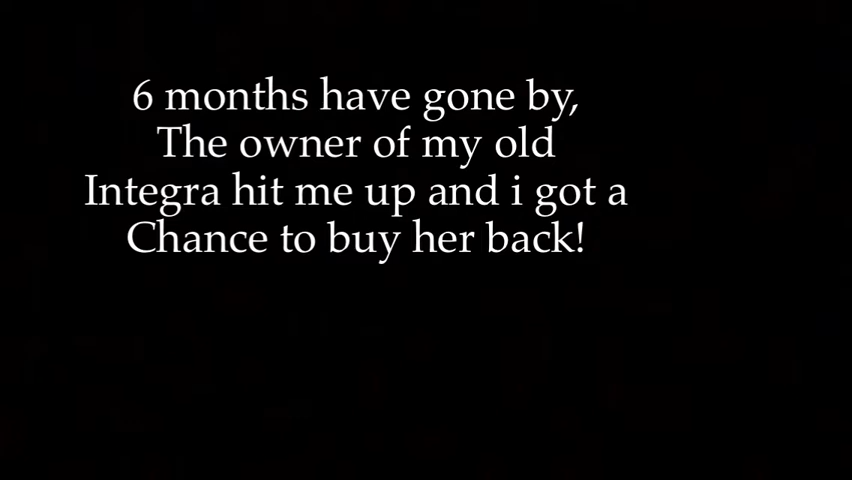 6 months have gone by,
The owner of my old
Integra hit me up and i got a
Chance to buy her back!